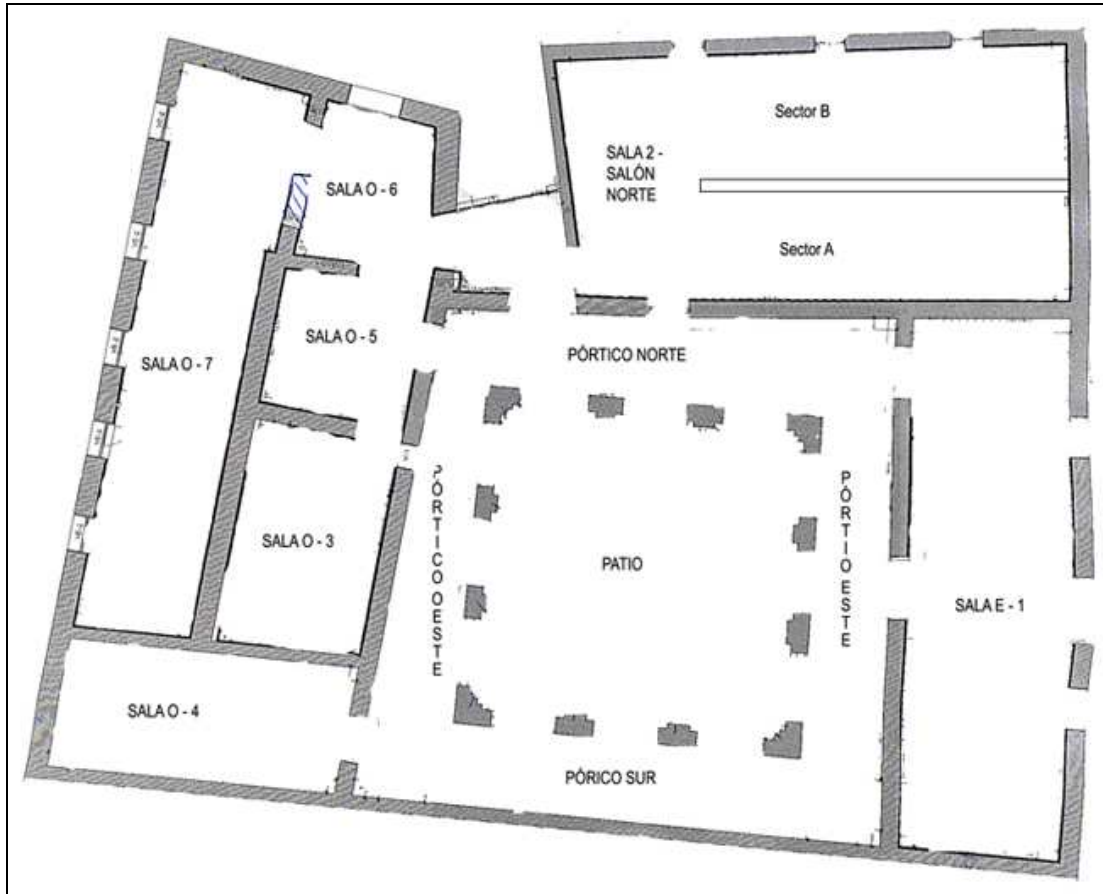 Sector B
SALA 2 -
SALÓN
NORTE
SALA O - 6
Sector A
SALA O - 5
PÓRTICO NORTE
SALA O - 7
PÓRTICO OESTE
PÓRTIO ESTE
SALA O - 3
PATIO
SALA E - 1
SALA O - 4
PÓRICO SUR